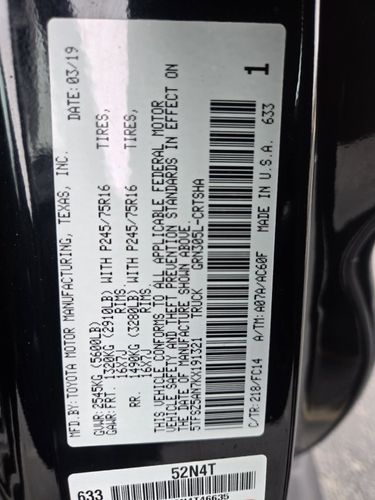 MFD.BY: TOYOTA MOTOR MANUFACTURING, TEXAS, INC. DATE: 03/19
GVWR: 2545KG (5600LB)
GAWR: FRT. 1320KG (2910LB) WITH P245/75R16 TIRES,
16X7J RIMS.
RR. 1490KG (3280LB) WITH P245/75R16 TIRES,
16X7J RIMS.
THIS VEHICLE CONFORMS TO ALL APPLICABLE FEDERAL MOTOR
VEHICLE SAFETY AND THEFT PREVENTION STANDARDS IN EFFECT ON
THE DATE OF MANUFACTURE SHOWN ABOVE.
5TFSZ5AN7KX191321 TRUCK GRN305L-CRTSHA
C/TR: 218/FC14 A/TM: A07A/AC60F MADE IN U.S.A. 633
1
52N4T
633